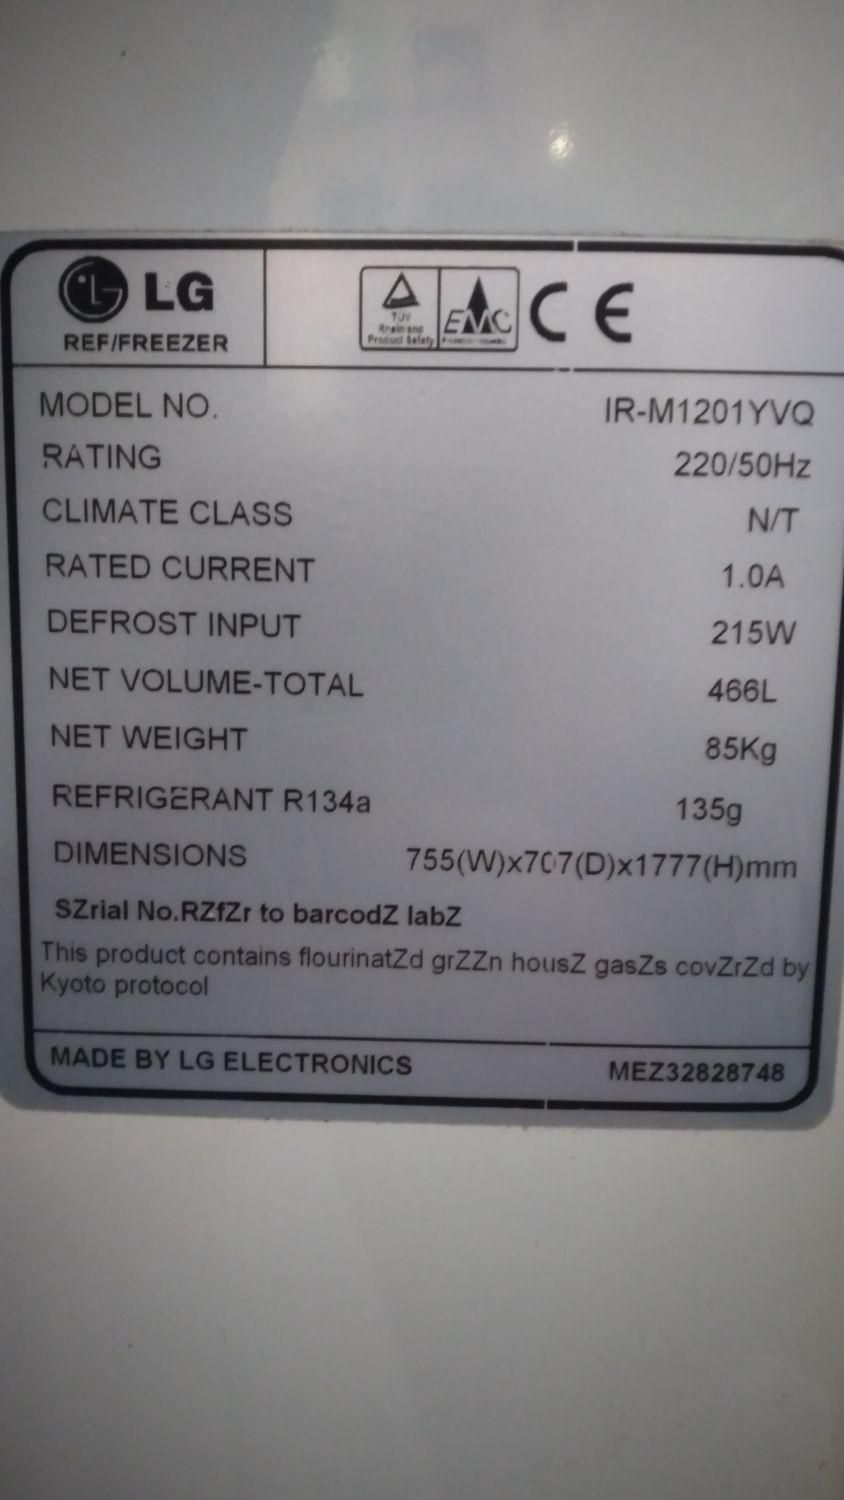 LG
REF/FREEZER
TÜV
Product Safety
EMC
CE
MODEL NO. IR-M1201YVQ
RATING 220/50Hz
CLIMATE CLASS N/T
RATED CURRENT 1.0A
DEFROST INPUT 215W
NET VOLUME-TOTAL 466L
NET WEIGHT 85Kg
REFRIGERANT R134a 135g
DIMENSIONS 755(W)x707(D)x1777(H)mm
SZrial No.RZfZr to barcodZ labZ
This product contains flourinatZd grZZn housZ gasZs covZrZd by
Kyoto protocol
MADE BY LG ELECTRONICS MEZ32828748